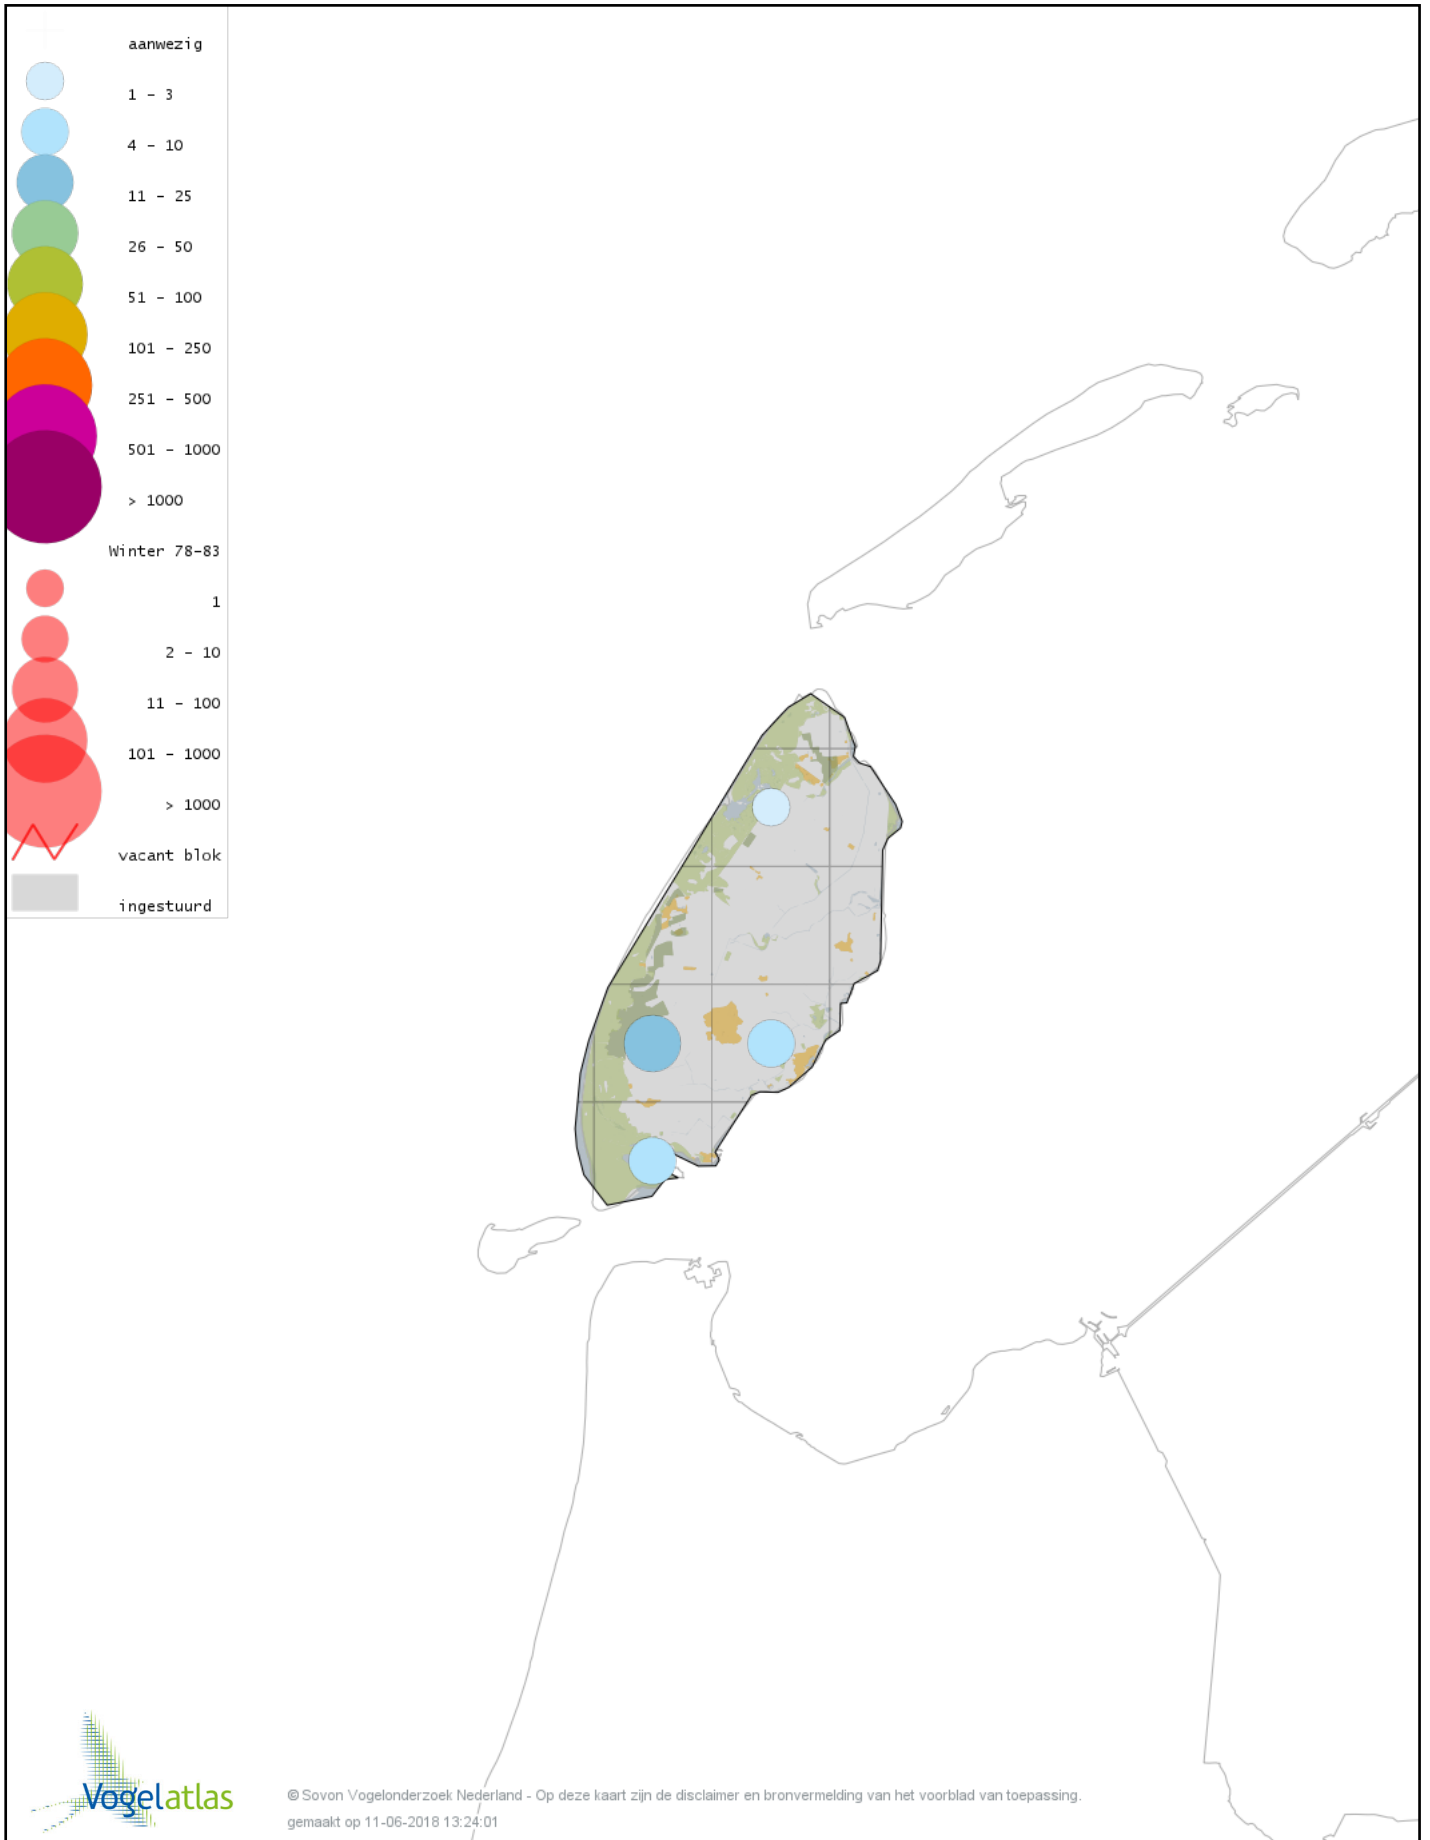 aanwezig
1 - 3
4 - 10
11 - 25
26 - 50
51 - 100
101 - 250
251 - 500
501 - 1000
> 1000
Winter 78-83
1
2 - 10
11 - 100
101 - 1000
> 1000
vacant blok
ingestuurd
Vogelatlas
© Sovon Vogelonderzoek Nederland - Op deze kaart zijn de disclaimer en bronvermelding van het voorblad van toepassing.
gemaakt op 11-06-2018 13:24:01